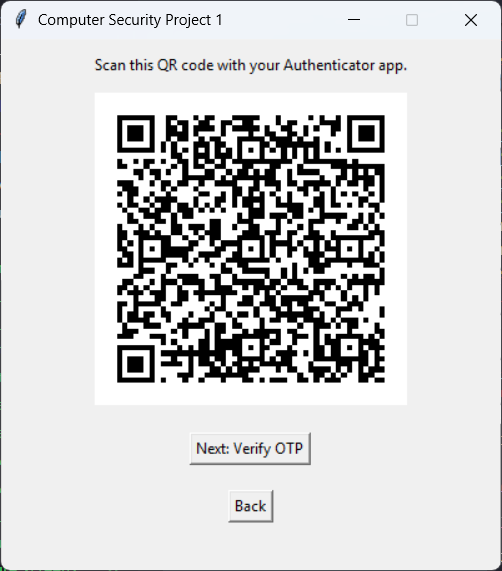 Computer Security Project 1
Scan this QR code with your Authenticator app.
Next: Verify OTP
Back